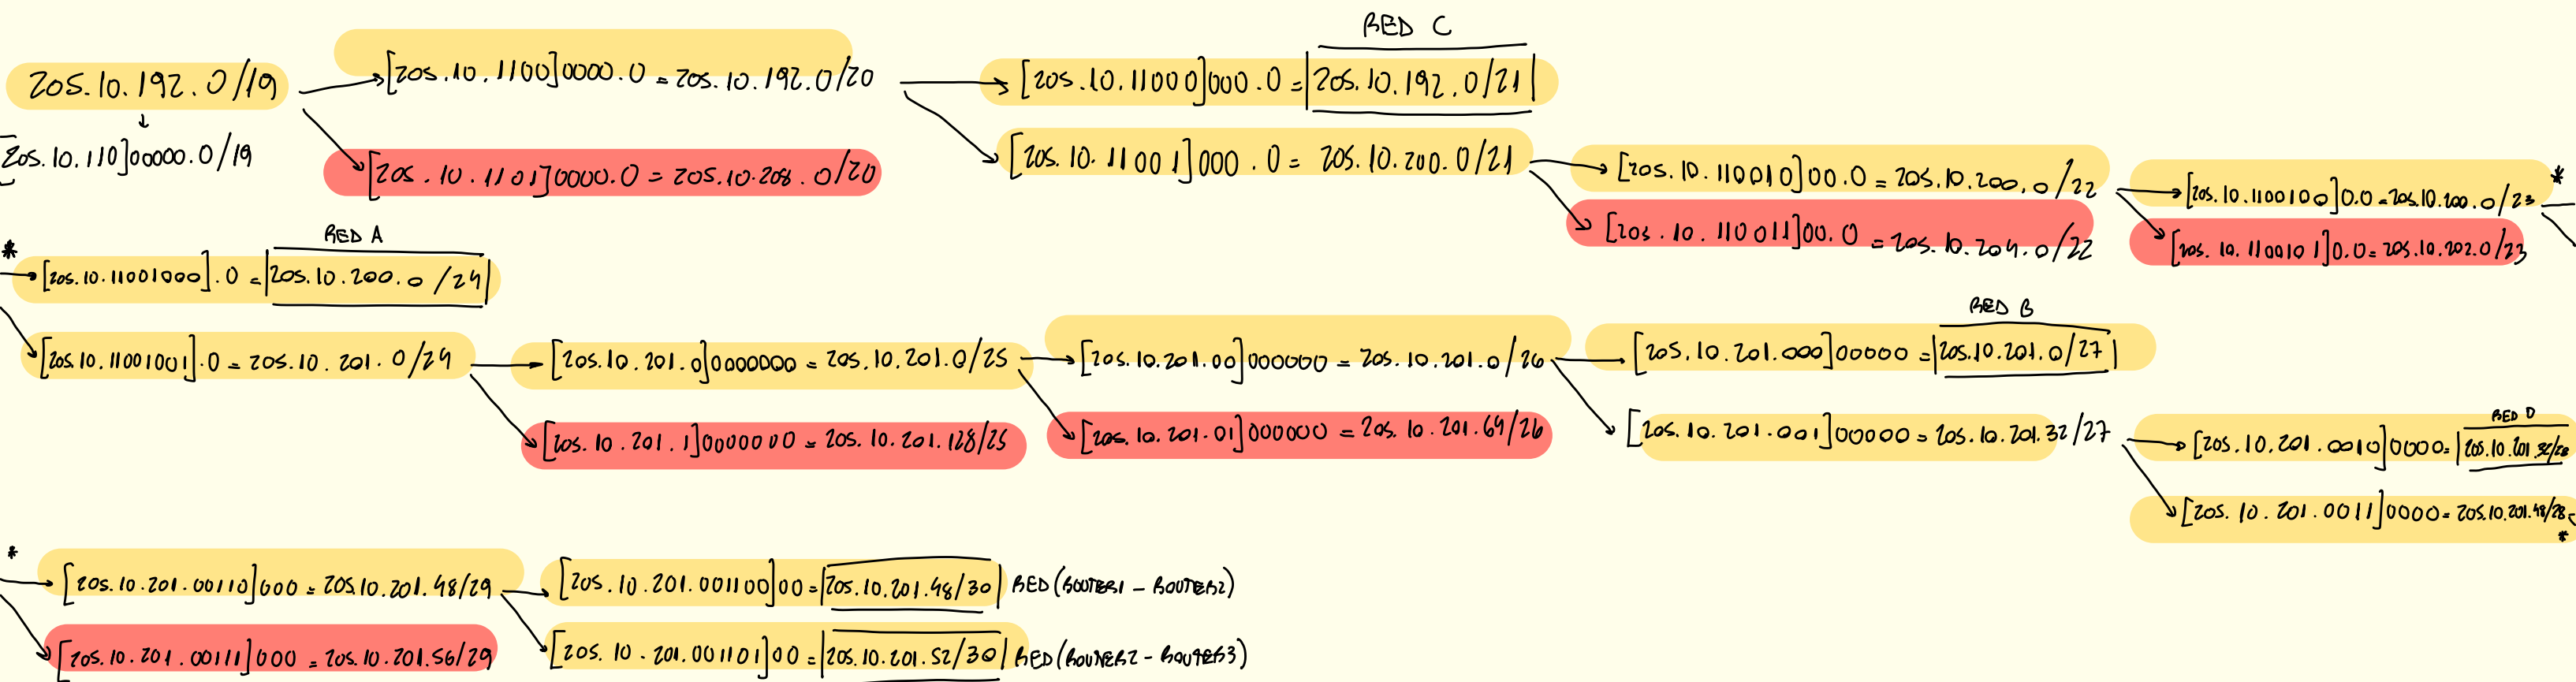 RED C
205.10.192.0/19
[205.10.1100]0000.0 = 205.10.192.0/20
[205.10.11000]000.0 = 205.10.192.0/21
↓
[205.10.110]00000.0/19
[205.10.1101]0000.0 = 205.10.208.0/20
[205.10.11001]000.0 = 205.10.200.0/21
[205.10.110010]00.0 = 205.10.200.0/22
[205.10.1100100]0.0 = 205.10.200.0/23 *
[205.10.110011]00.0 = 205.10.204.0/22
[205.10.1100101]0.0 = 205.10.202.0/23
RED A
* [205.10.11001000].0 = 205.10.200.0/24
RED B
[205.10.11001001].0 = 205.10.201.0/24
[205.10.201.0]0000000 = 205.10.201.0/25
[205.10.201.00]000000 = 205.10.201.0/26
[205.10.201.000]00000 = 205.10.201.0/27
[205.10.201.1]0000000 = 205.10.201.128/25
[205.10.201.01]000000 = 205.10.201.64/26
[205.10.201.001]00000 = 205.10.201.32/27
RED D
[205.10.201.0010]0000 = 205.10.201.32/28
[205.10.201.0011]0000 = 205.10.201.48/28
*
* [205.10.201.00110]000 = 205.10.201.48/29
[205.10.201.001100]00 = 205.10.201.48/30 RED (ROUTER1 - ROUTER2)
[205.10.201.00111]000 = 205.10.201.56/29
[205.10.201.001101]00 = 205.10.201.52/30 RED (ROUTER2 - ROUTER3)